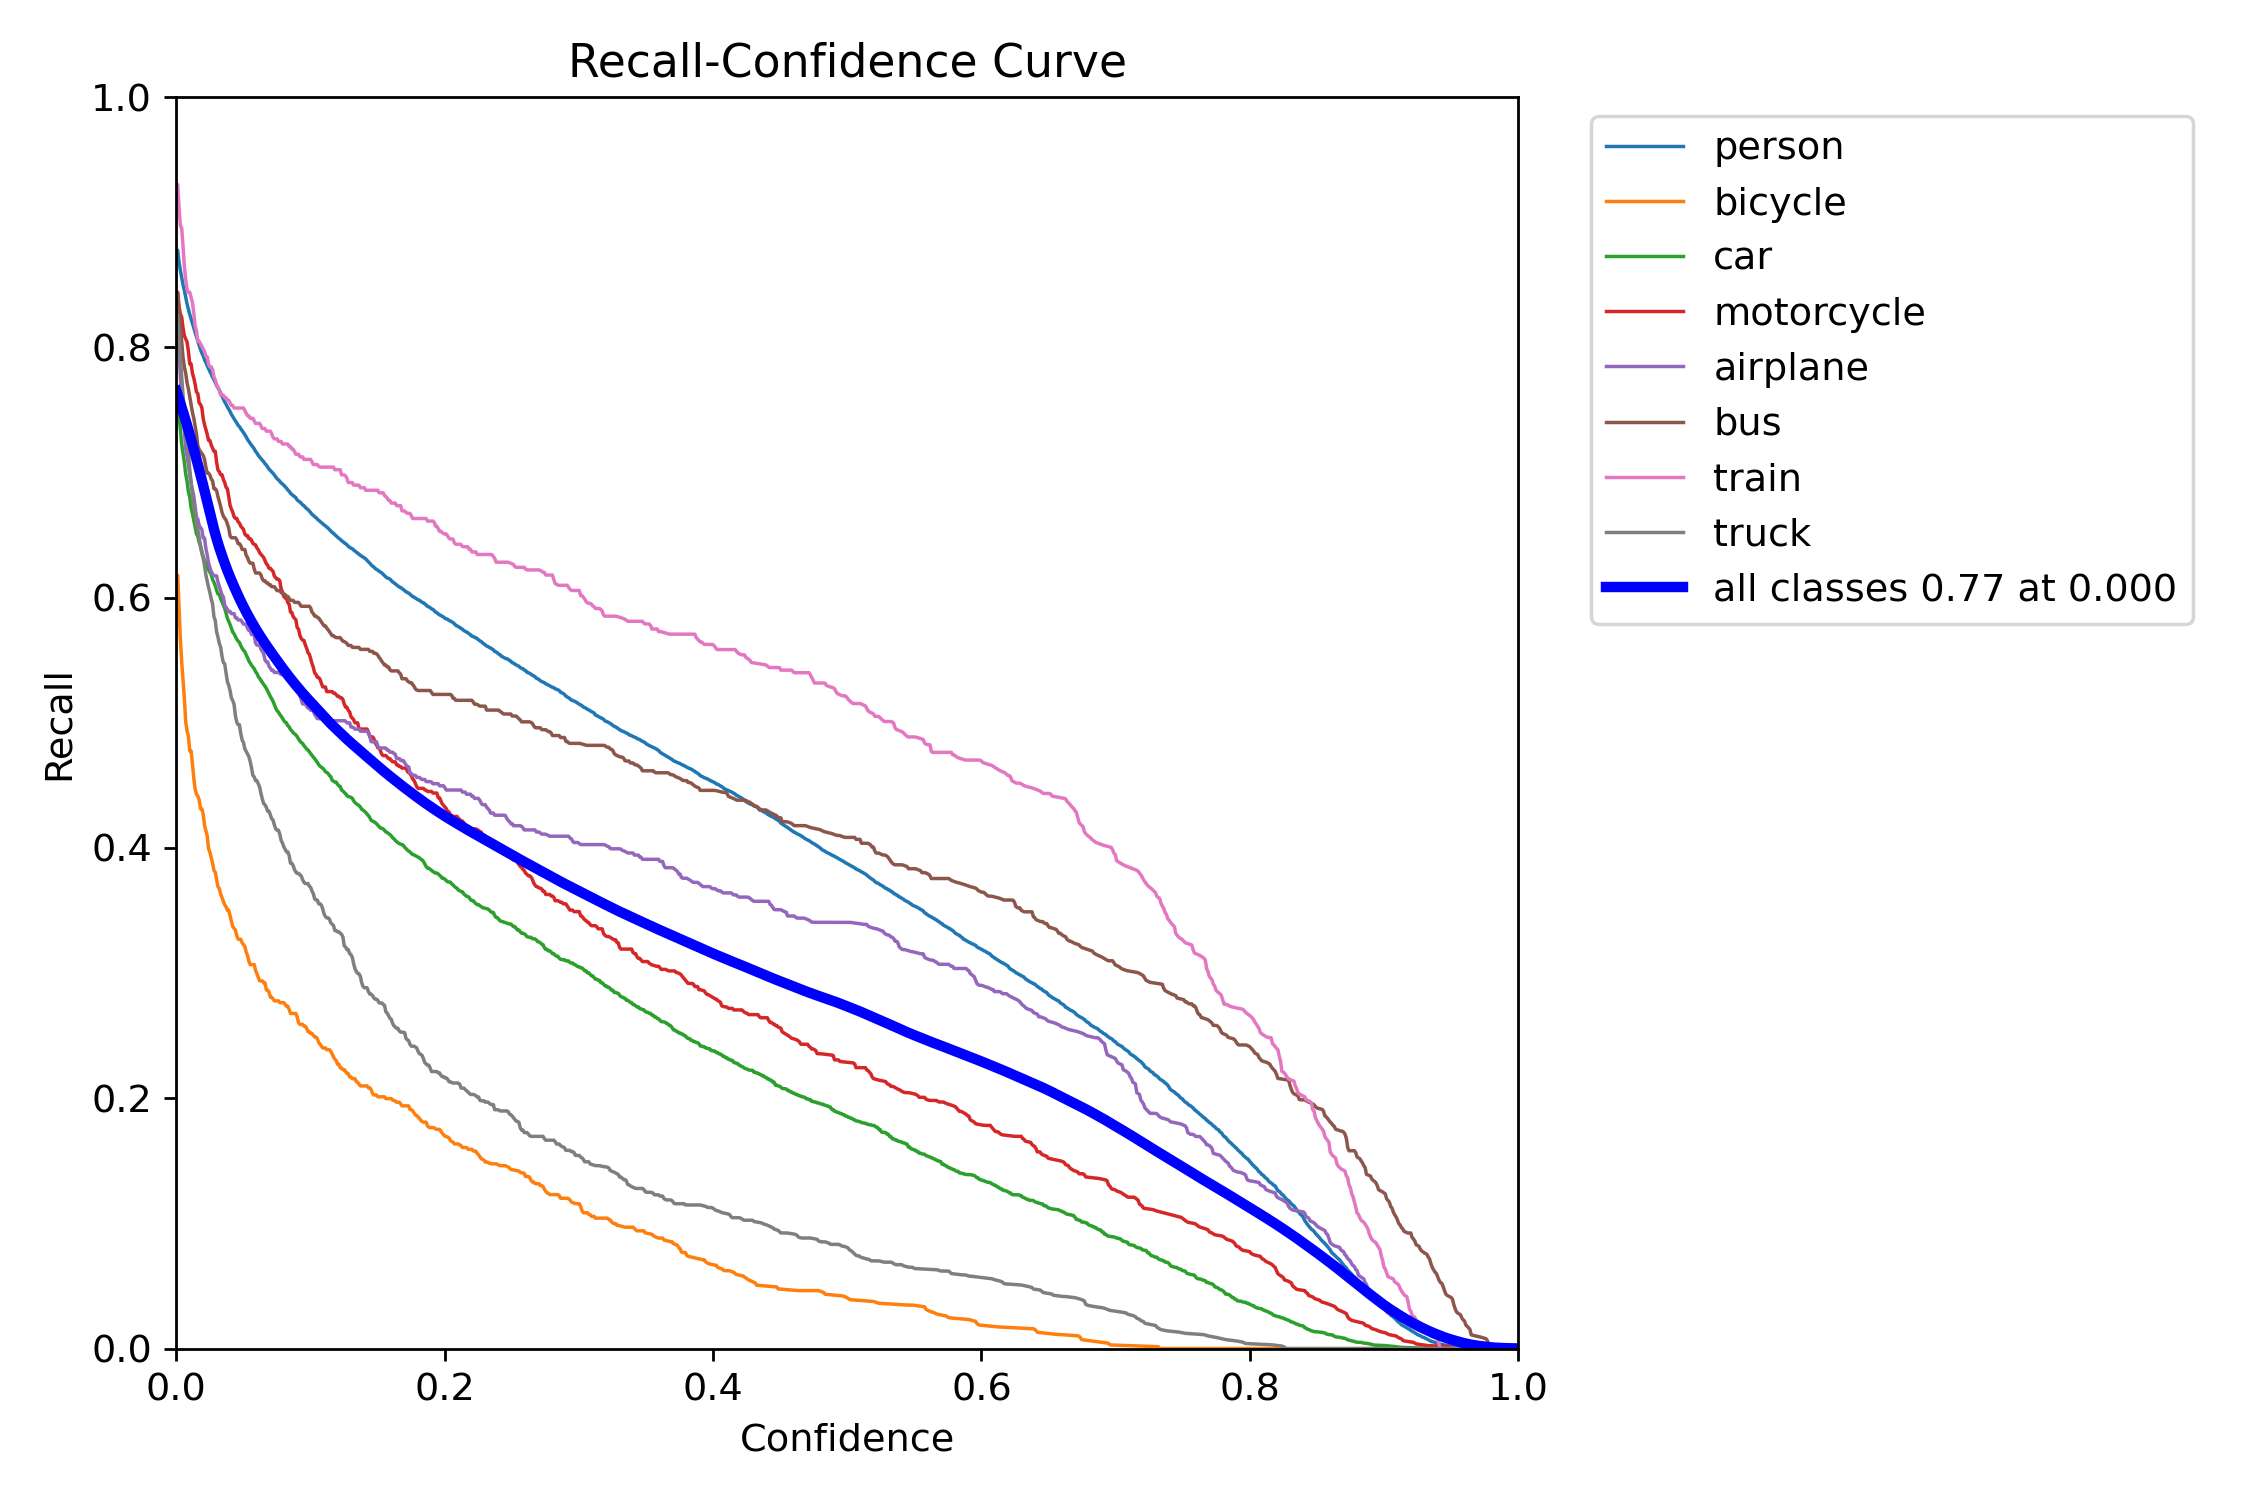 Recall-Confidence Curve
1.0
0.8
0.6
0.4
0.2
0.0
Recall
0.0 0.2 0.4 0.6 0.8 1.0
Confidence
person
bicycle
car
motorcycle
airplane
bus
train
truck
all classes 0.77 at 0.000